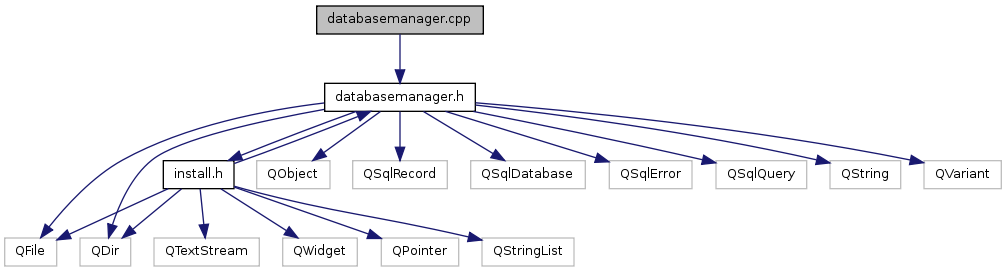 databasemanager.cpp
databasemanager.h
install.h
QObject
QSqlRecord
QSqlDatabase
QSqlError
QSqlQuery
QString
QVariant
QFile
QDir
QTextStream
QWidget
QPointer
QStringList